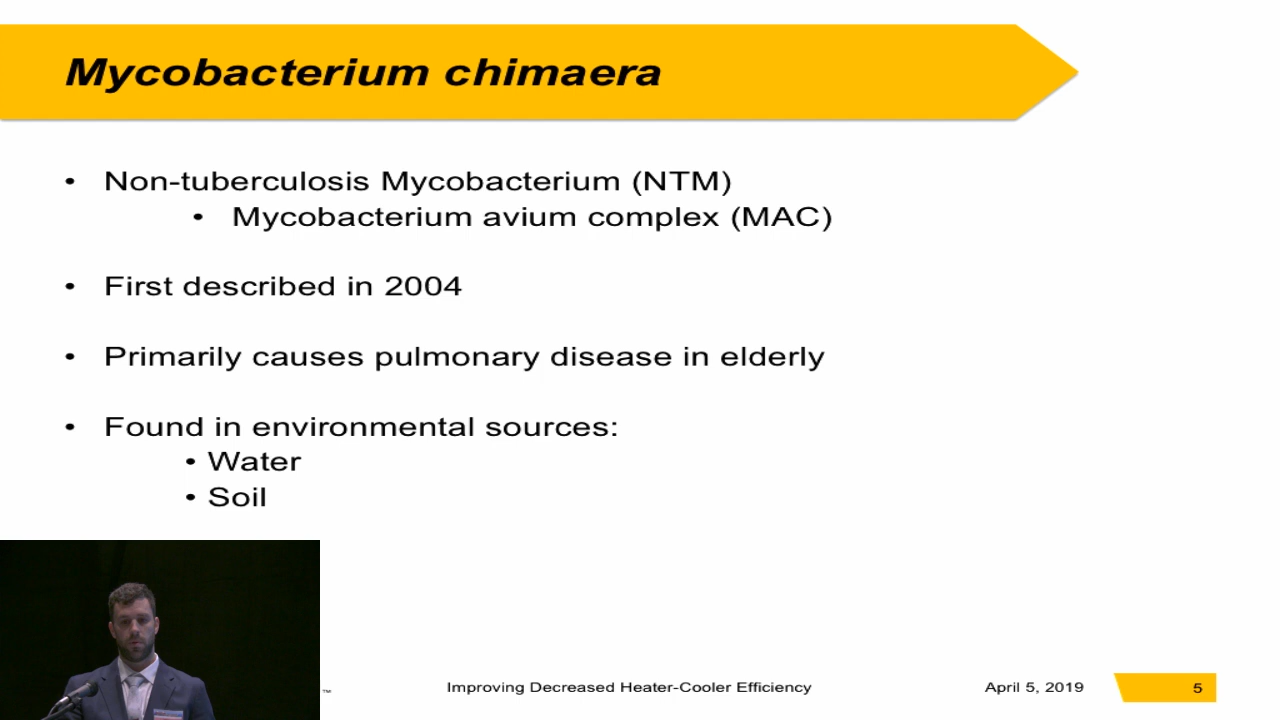 Mycobacterium chimaera
• Non-tuberculosis Mycobacterium (NTM)
• Mycobacterium avium complex (MAC)
• First described in 2004
• Primarily causes pulmonary disease in elderly
• Found in environmental sources:
• Water
• Soil
™
Improving Decreased Heater-Cooler Efficiency
April 5, 2019
5